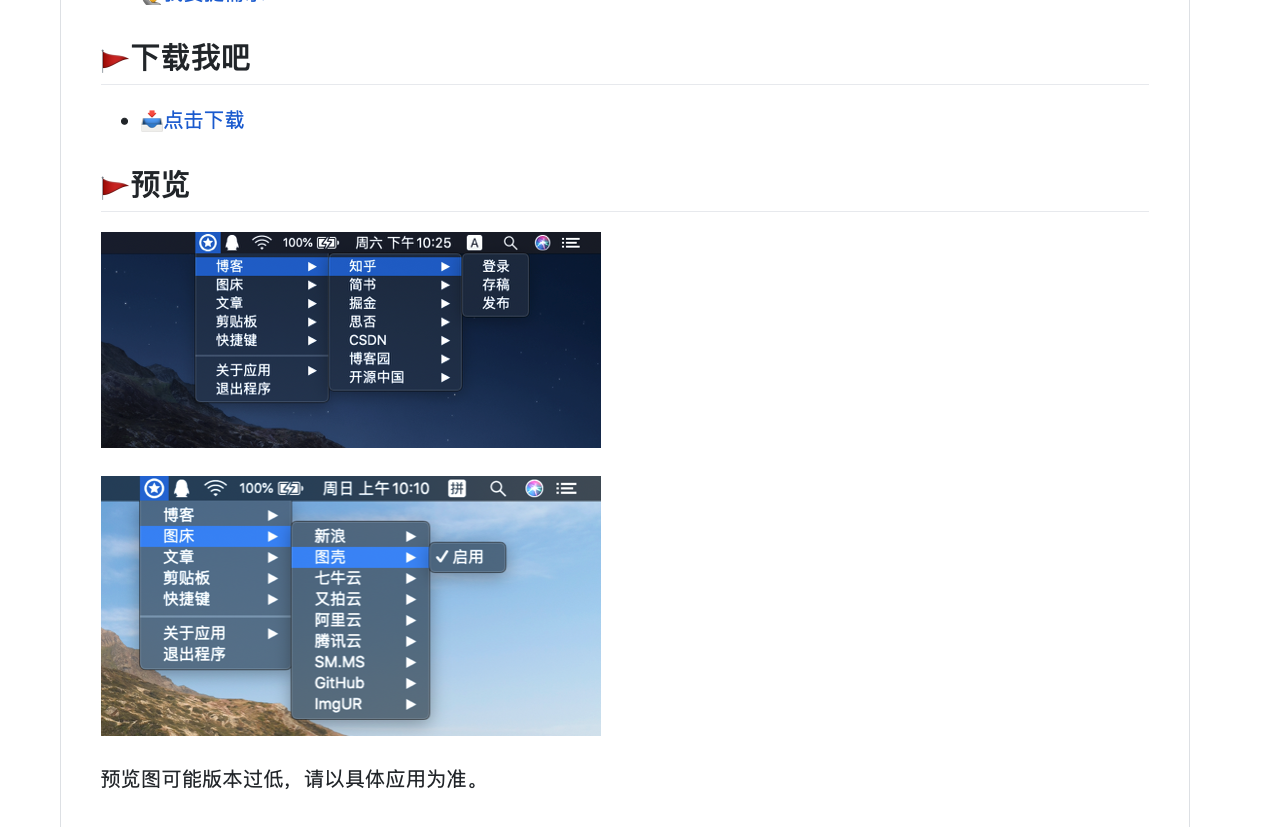 下载我吧
点击下载
预览
100% 周六 下午10:25 A
博客 知乎 登录
图床 简书 存稿
文章 掘金 发布
剪贴板 思否
快捷键 CSDN
博客园
关于应用 开源中国
退出程序
100% 周日 上午10:10 拼
博客
图床 新浪
文章 图壳 启用
剪贴板 七牛云
快捷键 又拍云
阿里云
关于应用 腾讯云
退出程序 SM.MS
GitHub
ImgUR
预览图可能版本过低，请以具体应用为准。